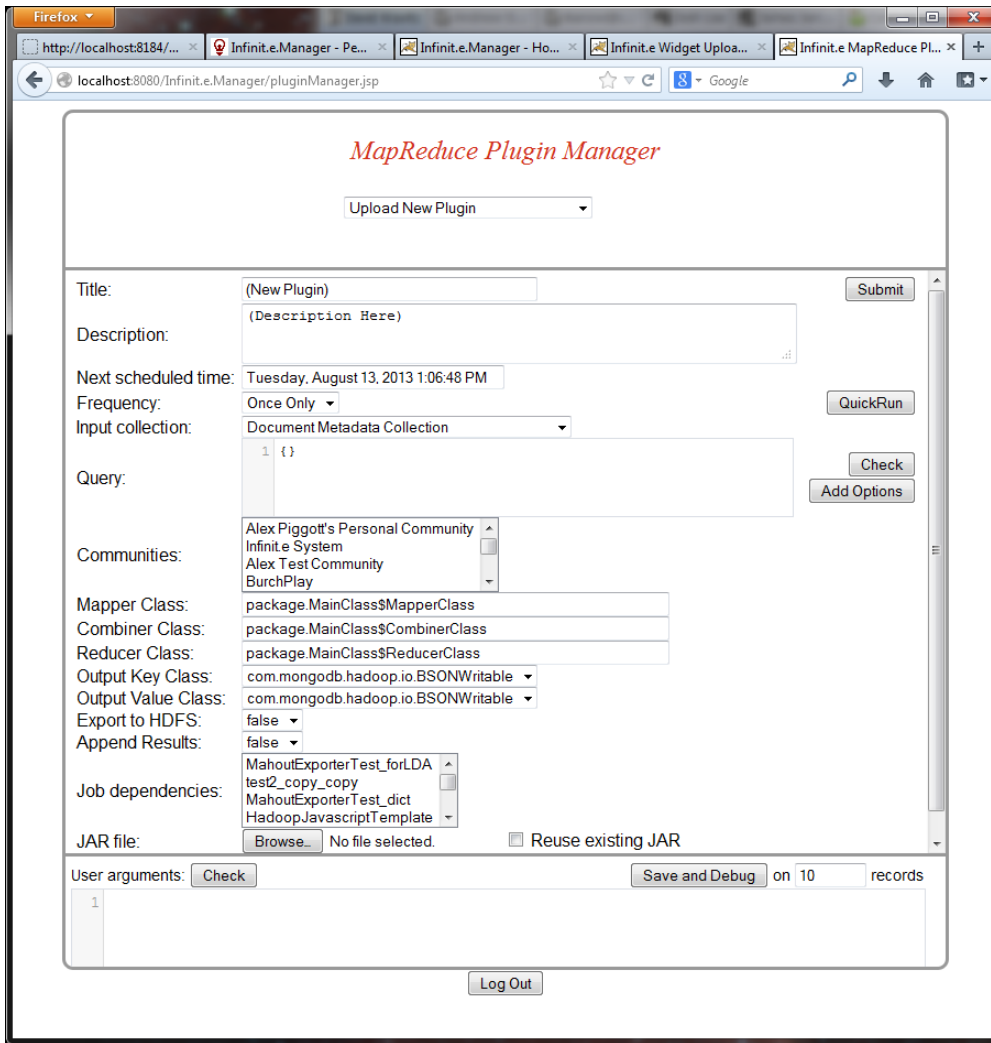 Firefox
http://localhost:8184/... × Infinit.e.Manager - Pe... × Infinit.e.Manager - Ho... × Infinit.e Widget Uploa... × Infinit.e MapReduce Pl... × +
localhost:8080/Infinit.e.Manager/pluginManager.jsp Google
MapReduce Plugin Manager
Upload New Plugin
Title: (New Plugin) Submit
Description: (Description Here)
Next scheduled time: Tuesday, August 13, 2013 1:06:48 PM
Frequency: Once Only QuickRun
Input collection: Document Metadata Collection
Query: 1 {} Check
Add Options
Communities: Alex Piggott's Personal Community
Infinit.e System
Alex Test Community
BurchPlay
Mapper Class: package.MainClass$MapperClass
Combiner Class: package.MainClass$CombinerClass
Reducer Class: package.MainClass$ReducerClass
Output Key Class: com.mongodb.hadoop.io.BSONWritable
Output Value Class: com.mongodb.hadoop.io.BSONWritable
Export to HDFS: false
Append Results: false
Job dependencies: MahoutExporterTest_forLDA
test2_copy_copy
MahoutExporterTest_dict
HadoopJavascriptTemplate
JAR file: Browse... No file selected. Reuse existing JAR
User arguments: Check Save and Debug on 10 records
1
Log Out